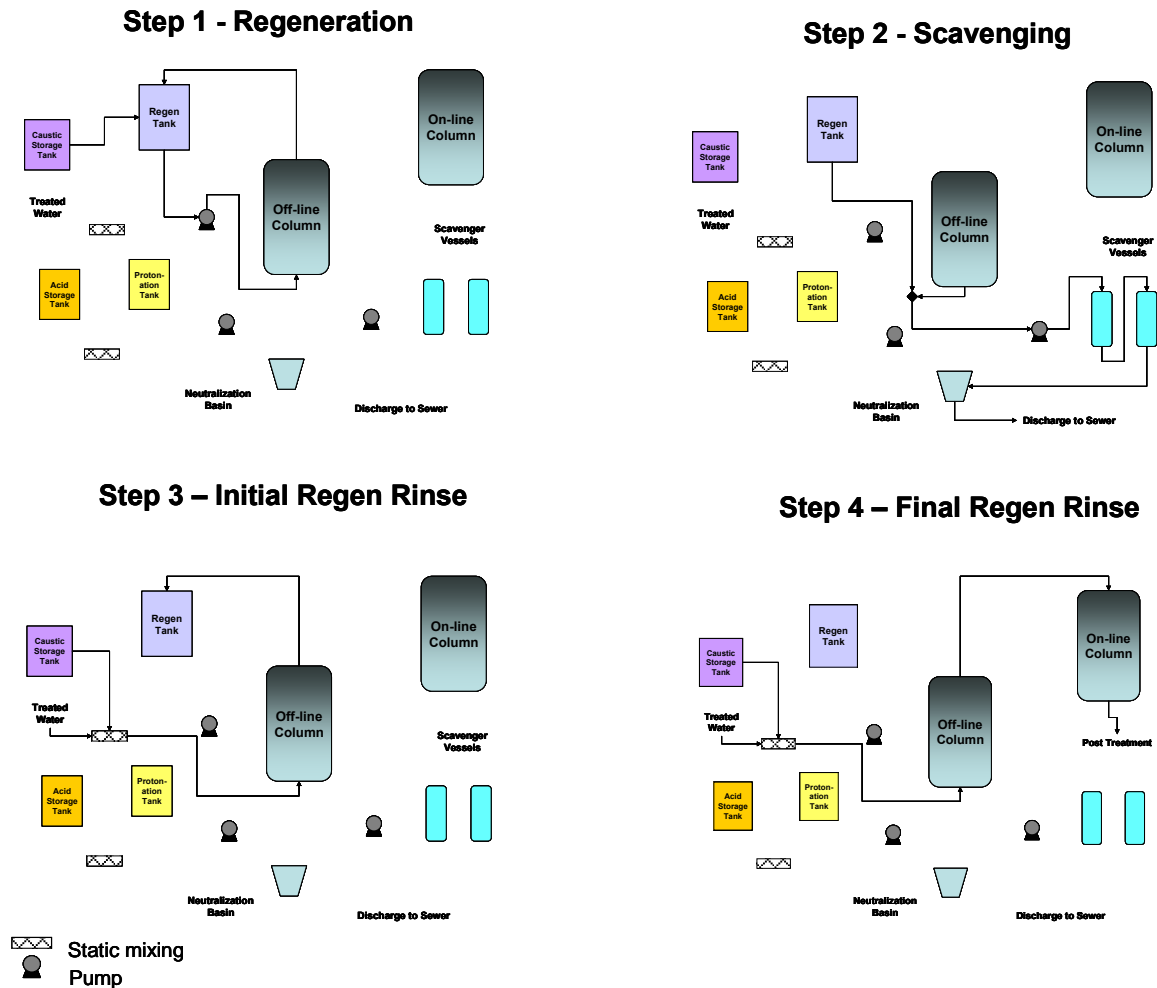 Step 1 - Regeneration
Regen
Tank
On-line
Column
Caustic
Storage
Tank
Treated
Water
Off-line
Column
Scavenger
Vessels
Acid
Storage
Tank
Proton-
ation
Tank
Neutralization
Basin
Discharge to Sewer
Step 2 - Scavenging
Regen
Tank
On-line
Column
Caustic
Storage
Tank
Treated
Water
Off-line
Column
Scavenger
Vessels
Acid
Storage
Tank
Proton-
ation
Tank
Neutralization
Basin
Discharge to Sewer
Step 3 – Initial Regen Rinse
Regen
Tank
On-line
Column
Caustic
Storage
Tank
Treated
Water
Off-line
Column
Scavenger
Vessels
Acid
Storage
Tank
Proton-
ation
Tank
Neutralization
Basin
Discharge to Sewer
Step 4 – Final Regen Rinse
Regen
Tank
On-line
Column
Caustic
Storage
Tank
Treated
Water
Off-line
Column
Post Treatment
Acid
Storage
Tank
Proton-
ation
Tank
Neutralization
Basin
Discharge to Sewer
Static mixing
Pump